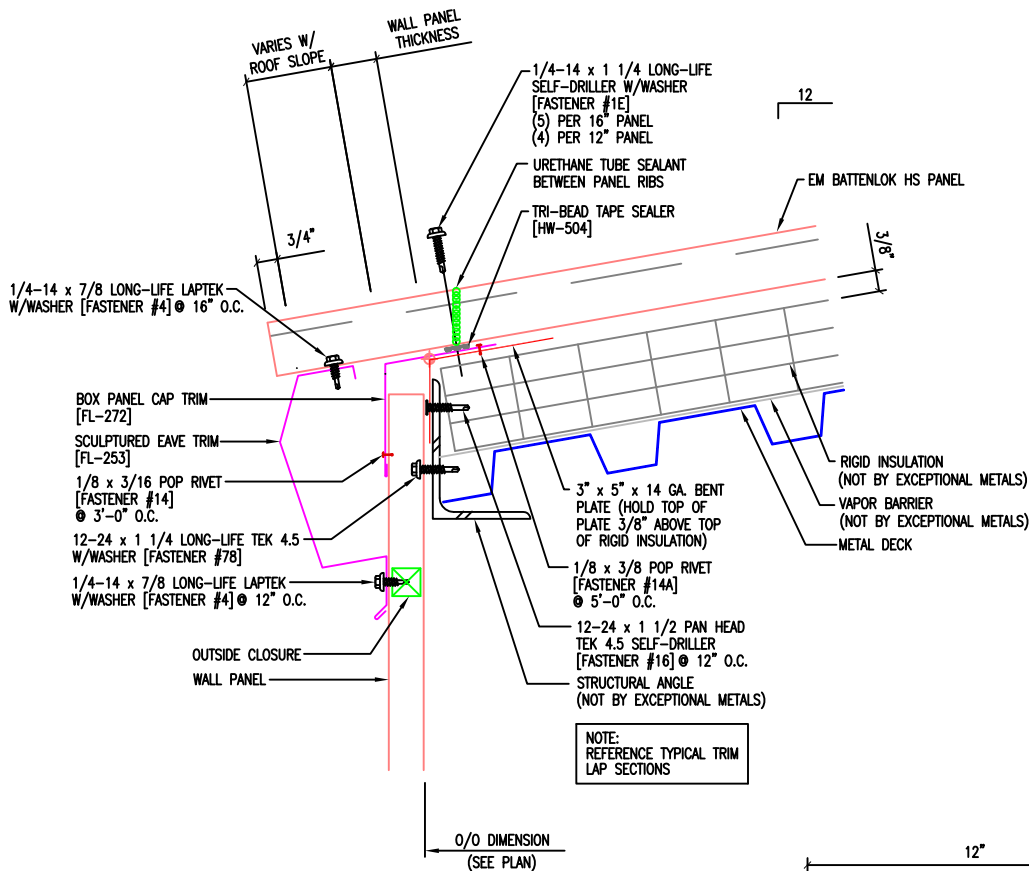 VARIES W/
ROOF SLOPE
WALL PANEL
THICKNESS
1/4-14 x 1 1/4 LONG-LIFE
SELF-DRILLER W/WASHER
[FASTENER #1E]
(5) PER 16" PANEL
(4) PER 12" PANEL
12
URETHANE TUBE SEALANT
BETWEEN PANEL RIBS
EM BATTENLOK HS PANEL
TRI-BEAD TAPE SEALER
[HW-504]
3/4"
3/8"
1/4-14 x 7/8 LONG-LIFE LAPTEK
W/WASHER [FASTENER #4] @ 16" O.C.
BOX PANEL CAP TRIM
[FL-272]
SCULPTURED EAVE TRIM
[FL-253]
1/8 x 3/16 POP RIVET
[FASTENER #14]
@ 3'-0" O.C.
12-24 x 1 1/4 LONG-LIFE TEK 4.5
W/WASHER [FASTENER #78]
1/4-14 x 7/8 LONG-LIFE LAPTEK
W/WASHER [FASTENER #4] @ 12" O.C.
OUTSIDE CLOSURE
WALL PANEL
RIGID INSULATION
(NOT BY EXCEPTIONAL METALS)
VAPOR BARRIER
(NOT BY EXCEPTIONAL METALS)
METAL DECK
3" x 5" x 14 GA. BENT
PLATE (HOLD TOP OF
PLATE 3/8" ABOVE TOP
OF RIGID INSULATION)
1/8 x 3/8 POP RIVET
[FASTENER #14A]
@ 5'-0" O.C.
12-24 x 1 1/2 PAN HEAD
TEK 4.5 SELF-DRILLER
[FASTENER #16] @ 12" O.C.
STRUCTURAL ANGLE
(NOT BY EXCEPTIONAL METALS)
NOTE:
REFERENCE TYPICAL TRIM
LAP SECTIONS
O/O DIMENSION
(SEE PLAN)
12"